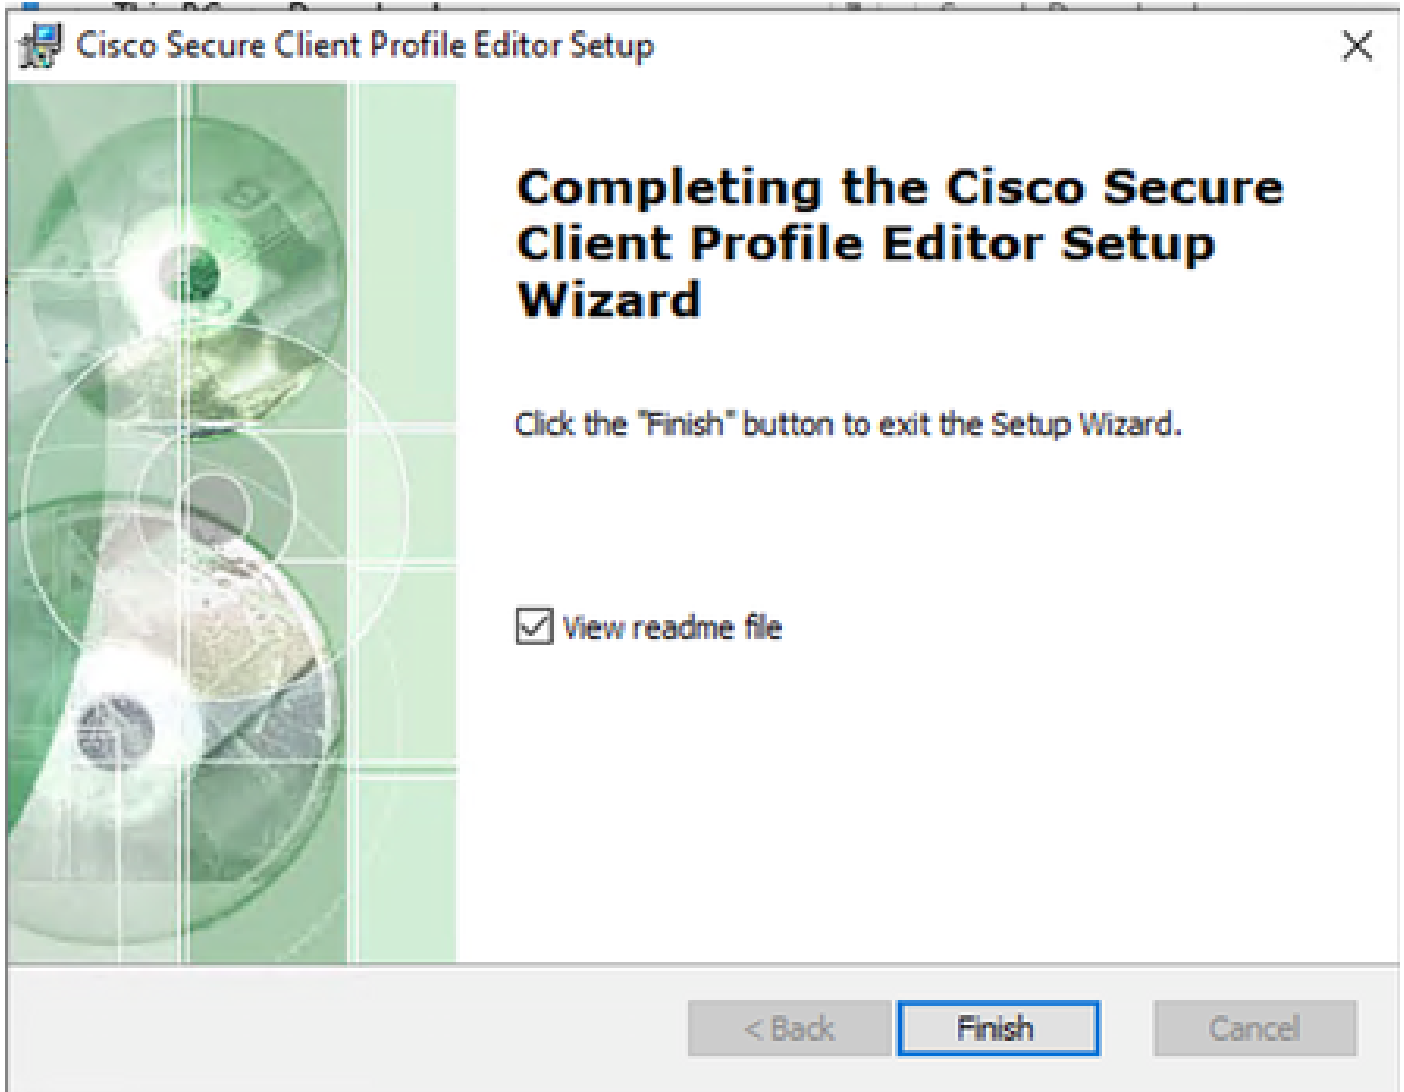 Cisco Secure Client Profile Editor Setup
Completing the Cisco Secure
Client Profile Editor Setup
Wizard
Click the "Finish" button to exit the Setup Wizard.
View readme file
< Back
Finish
Cancel